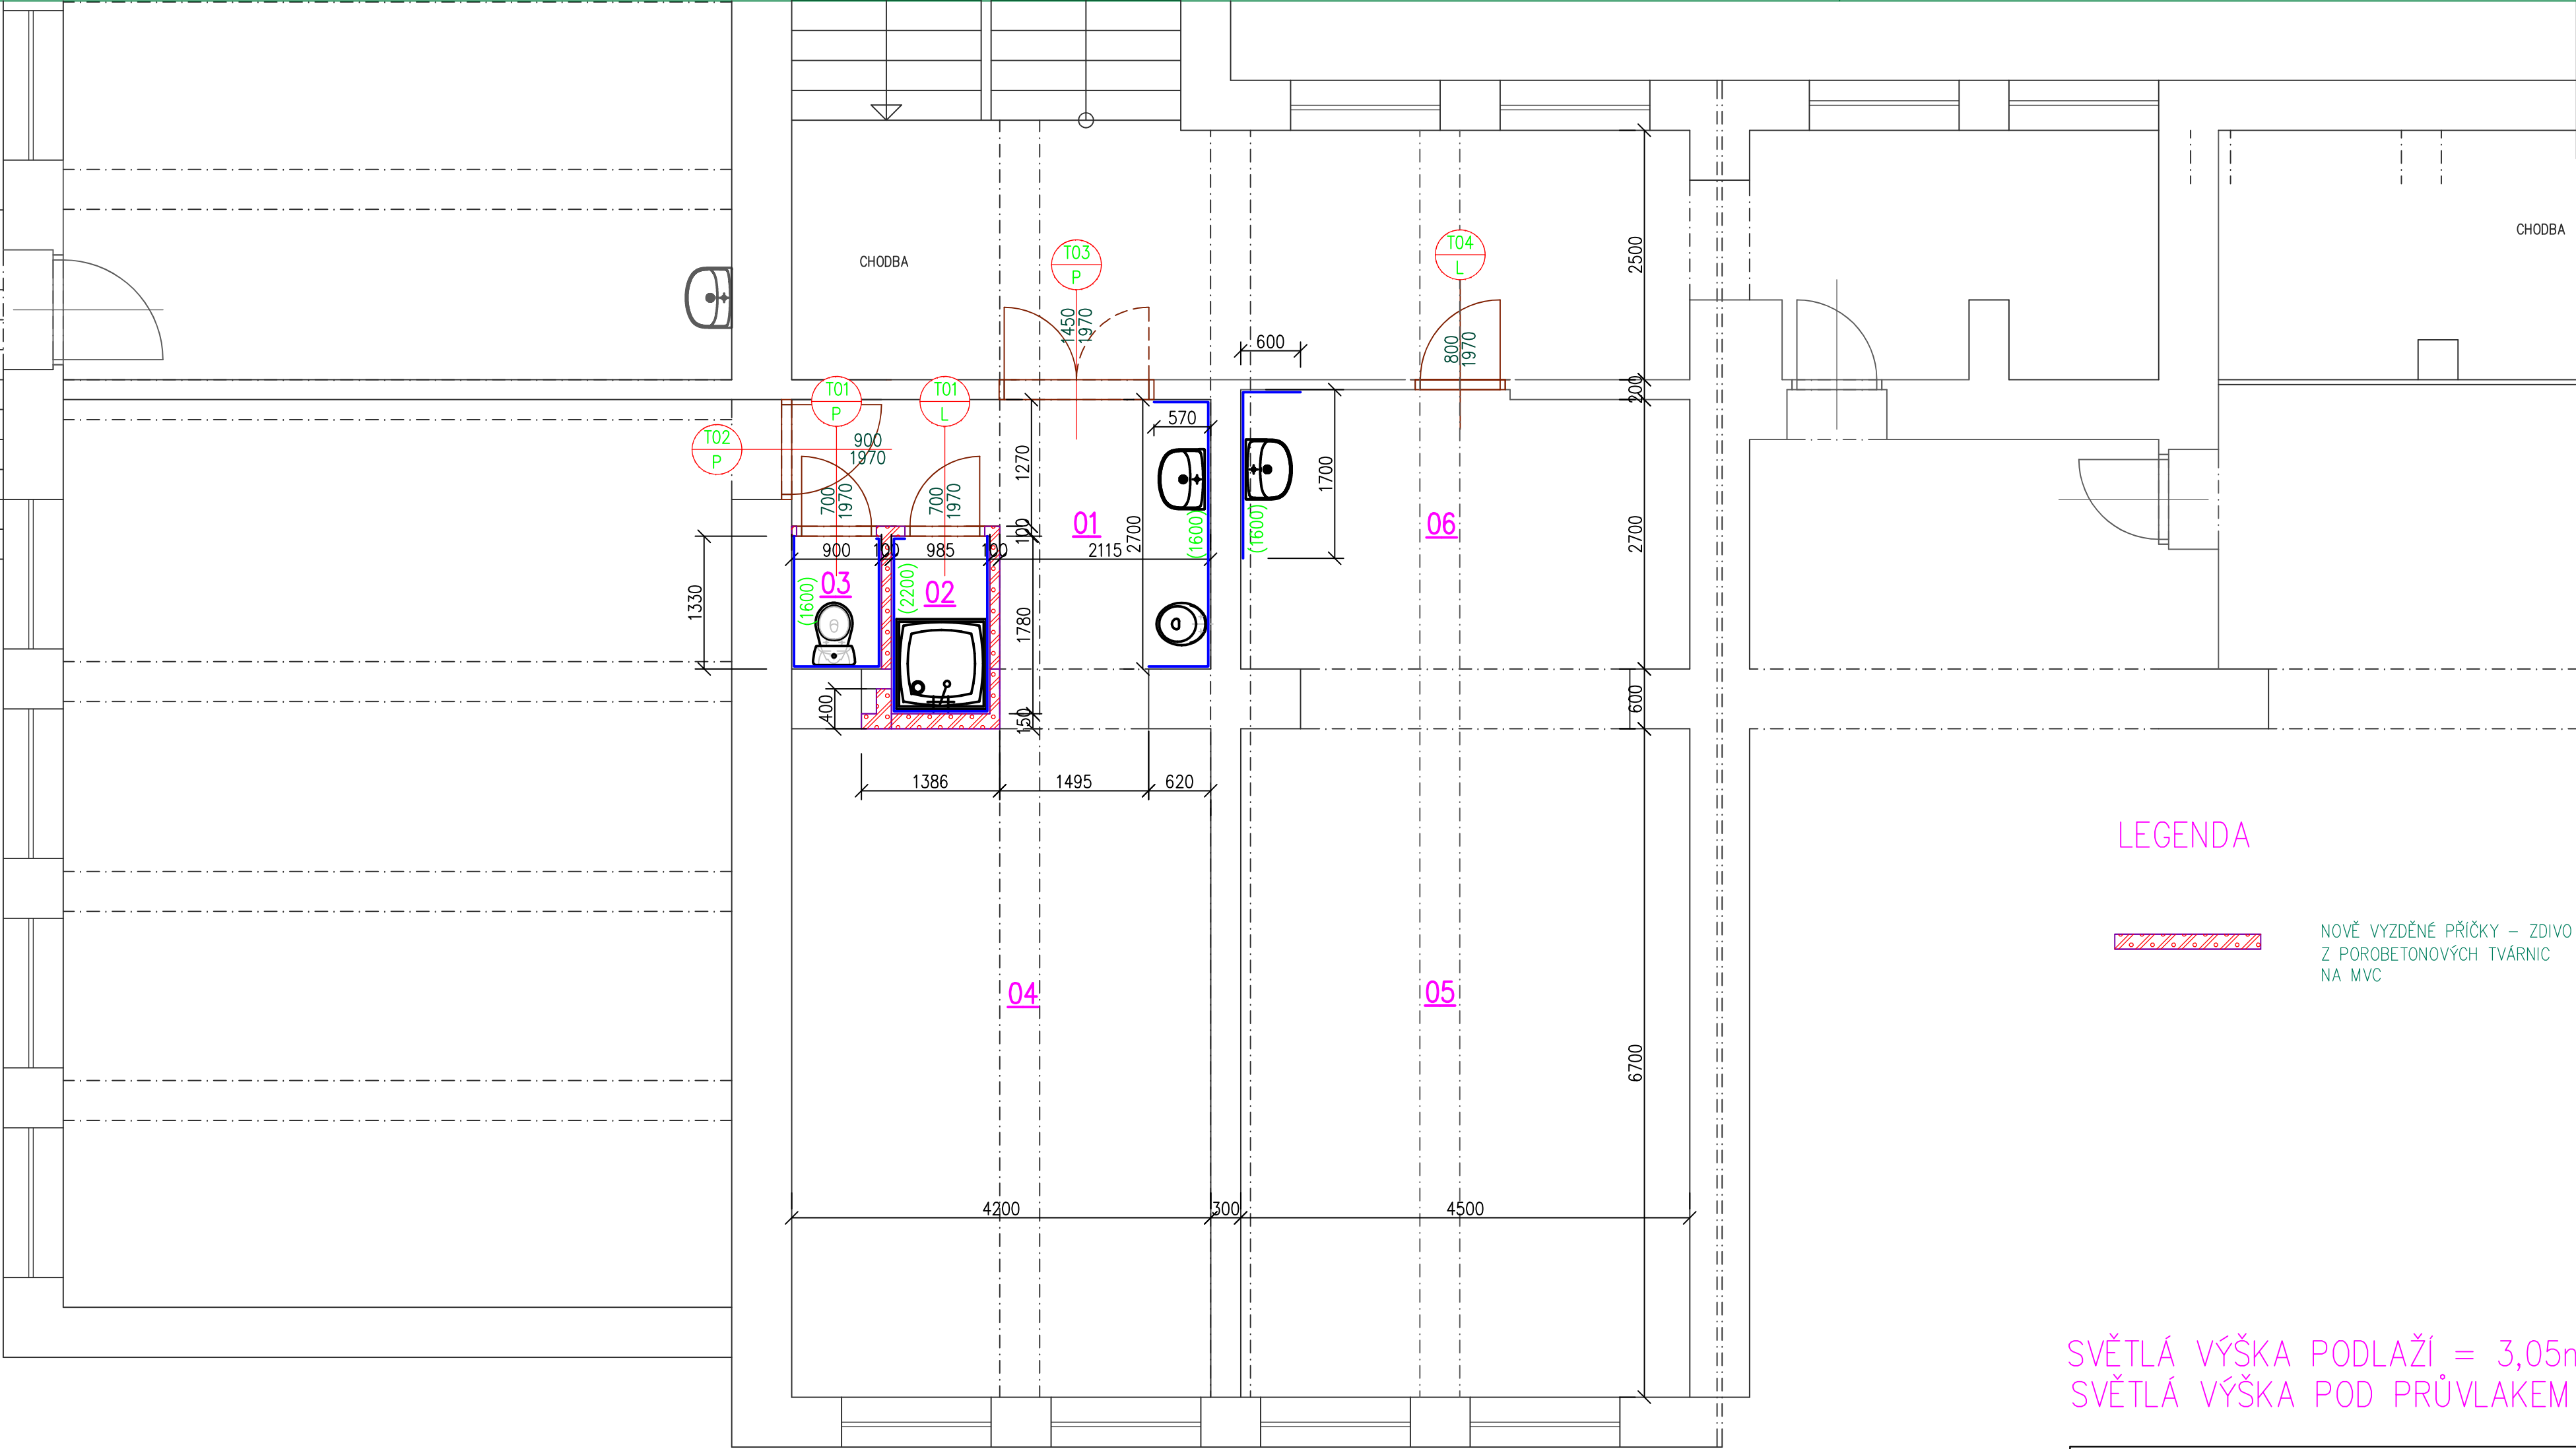 CHODBA
CHODBA
T03
P
T04
L
1450
1970
800
1970
2500
600
200
T01
P
T01
L
T02
P
900
1970
700
1970
700
1970
570
1270
100
2700
1700
2700
01
06
(1600)
(1600)
900
100
985
100
2115
03
02
(1600)
(2200)
1330
1780
400
150
600
1386
1495
620
LEGENDA
NOVĚ VYZDĚNÉ PŘÍČKY – ZDIVO
Z POROBETONOVÝCH TVÁRNIC
NA MVC
04
05
6700
4200
300
4500
SVĚTLÁ VÝŠKA PODLAŽÍ = 3,05
SVĚTLÁ VÝŠKA POD PRŮVLAKEM